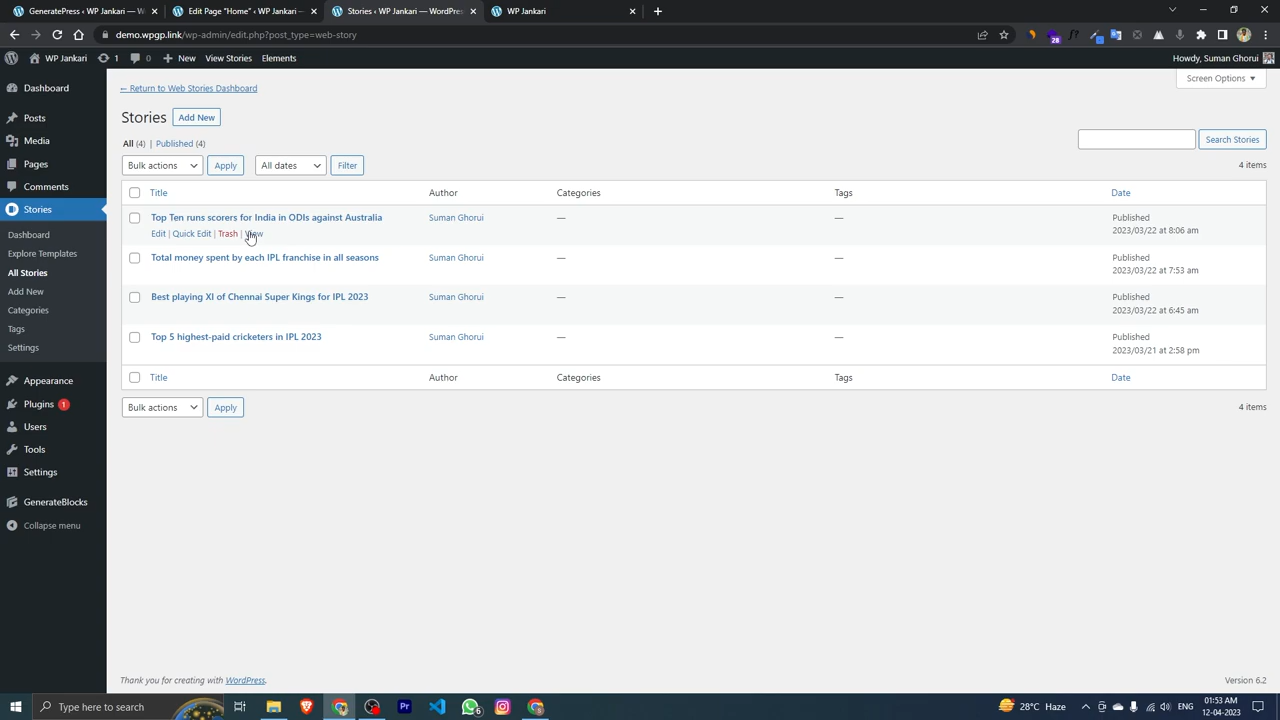 GeneratePress ‹ WP Jankari — W
Edit Page "Home" ‹ WP Jankari —
Stories ‹ WP Jankari — WordPres
WP Jankari
demo.wpgp.link/wp-admin/edit.php?post_type=web-story
28
WP Jankari 1 0 New View Stories Elements Howdy, Suman Ghorui
Screen Options
← Return to Web Stories Dashboard
Stories Add New
All (4) | Published (4)
Search Stories
Bulk actions Apply All dates Filter 4 items
Title Author Categories Tags Date
Top Ten runs scorers for India in ODIs against Australia Suman Ghorui — — Published
2023/03/22 at 8:06 am
Edit | Quick Edit | Trash | View
Total money spent by each IPL franchise in all seasons Suman Ghorui — — Published
2023/03/22 at 7:53 am
Best playing XI of Chennai Super Kings for IPL 2023 Suman Ghorui — — Published
2023/03/22 at 6:45 am
Top 5 highest-paid cricketers in IPL 2023 Suman Ghorui — — Published
2023/03/21 at 2:58 pm
Title Author Categories Tags Date
Bulk actions Apply 4 items
Dashboard
Posts
Media
Pages
Comments
Stories
Dashboard
Explore Templates
All Stories
Add New
Categories
Tags
Settings
Appearance
Plugins 1
Users
Tools
Settings
GenerateBlocks
Collapse menu
Thank you for creating with WordPress. Version 6.2
Type here to search
28°C Haze
ENG
01:53 AM
12-04-2023